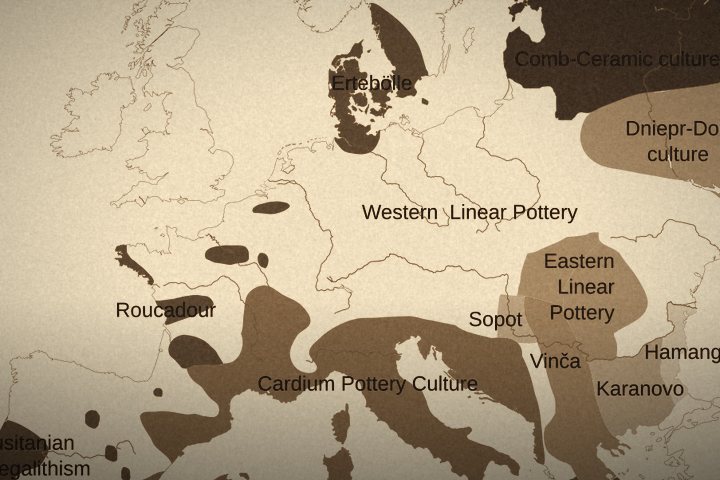 Ertebölle
Comb-Ceramic culture
Dniepr-Do
culture
Western Linear Pottery
Eastern
Linear
Pottery
Roucadour
Sopot
Vinča
Hamang
Cardium Pottery Culture
Karanovo
usitanian
egalithism